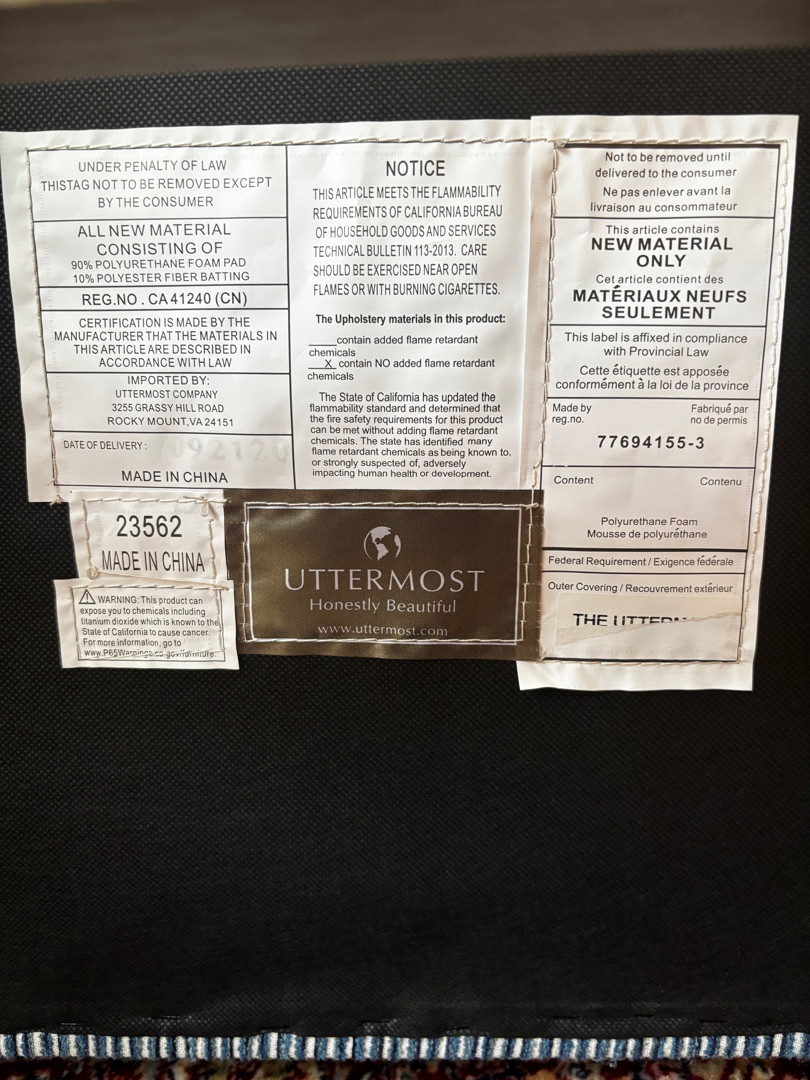 UNDER PENALTY OF LAW
THISTAG NOT TO BE REMOVED EXCEPT
BY THE CONSUMER
ALL NEW MATERIAL
CONSISTING OF
90% POLYURETHANE FOAM PAD
10% POLYESTER FIBER BATTING
REG.NO . CA 41240 (CN)
CERTIFICATION IS MADE BY THE
MANUFACTURER THAT THE MATERIALS IN
THIS ARTICLE ARE DESCRIBED IN
ACCORDANCE WITH LAW
IMPORTED BY:
UTTERMOST COMPANY
3255 GRASSY HILL ROAD
ROCKY MOUNT,VA 24151
DATE OF DELIVERY : 092120
MADE IN CHINA
NOTICE
THIS ARTICLE MEETS THE FLAMMABILITY
REQUIREMENTS OF CALIFORNIA BUREAU
OF HOUSEHOLD GOODS AND SERVICES
TECHNICAL BULLETIN 113-2013. CARE
SHOULD BE EXERCISED NEAR OPEN
FLAMES OR WITH BURNING CIGARETTES.
The Upholstery materials in this product:
_____contain added flame retardant
chemicals
__X__contain NO added flame retardant
chemicals
The State of California has updated the
flammability standard and determined that
the fire safety requirements for this product
can be met without adding flame retardant
chemicals. The state has identified many
flame retardant chemicals as being known to,
or strongly suspected of, adversely
impacting human health or development.
Not to be removed until
delivered to the consumer
Ne pas enlever avant la
livraison au consommateur
This article contains
NEW MATERIAL
ONLY
Cet article contient des
MATÉRIAUX NEUFS
SEULEMENT
This label is affixed in compliance
with Provincial Law
Cette étiquette est apposée
conformément à la loi de la province
Made by Fabriqué par
reg.no. no de permis
77694155-3
Content Contenu
Polyurethane Foam
Mousse de polyuréthane
Federal Requirement / Exigence fédérale
Outer Covering / Recouvrement extérieur
THE
23562
MADE IN CHINA
WARNING: This product can
expose you to chemicals including
titanium dioxide which is known to the
State of California to cause cancer.
For more information, go to
www.P65Warnings.ca.gov/furniture.
UTTERMOST
Honestly Beautiful
www.uttermost.com